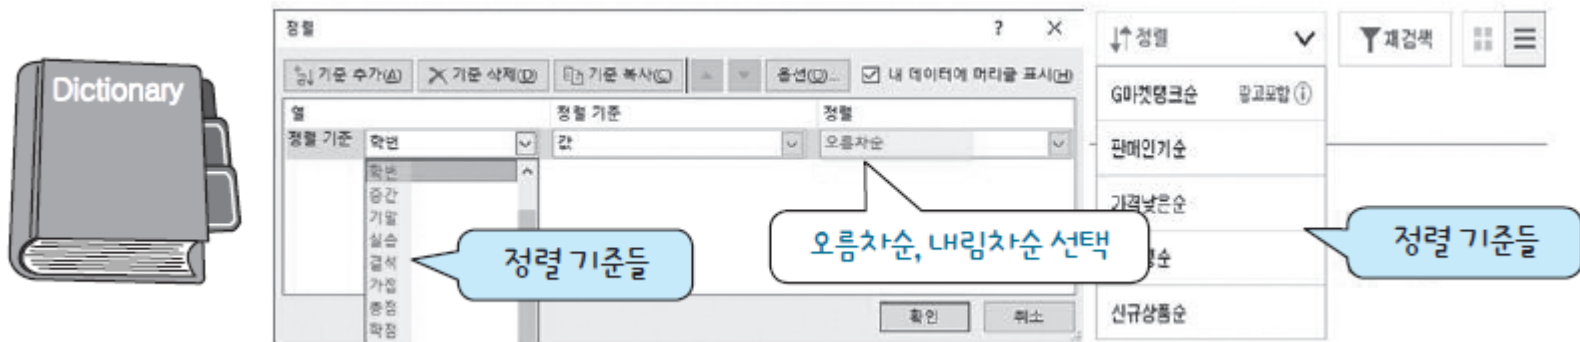 Dictionary
정렬 ? ×
기준 추가(A) 기준 삭제(D) 기준 복사(C) 옵션(O)... 내 데이터에 머리글 표시(H)
열 정렬 기준 정렬
정렬 기준 학번 값 오름차순
학번
중간
기말
실습
결석
가점
총점
학점
정렬 기준들
오름차순, 내림차순 선택
확인 취소
정렬 재검색
G마켓랭크순 광고포함
판매인기순
가격낮은순
순
신규상품순
정렬 기준들